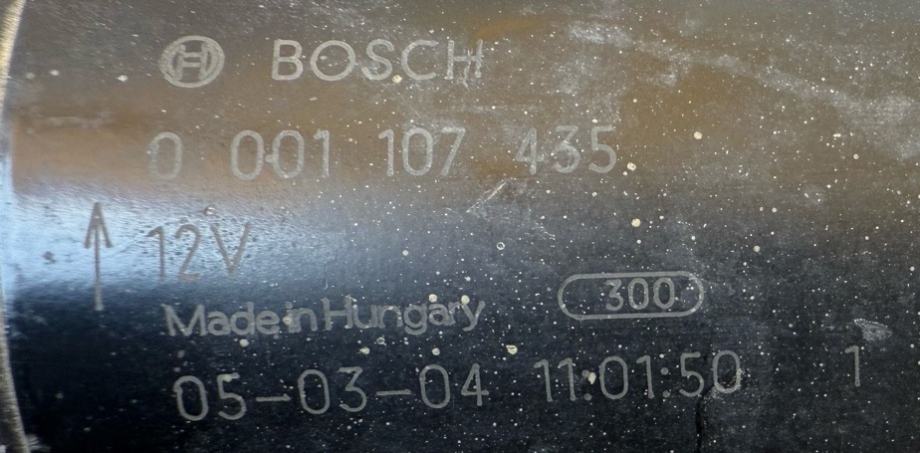 BOSCH
0 001 107 435
12V
Made in Hungary 300
05-03-04 11:01:50 1